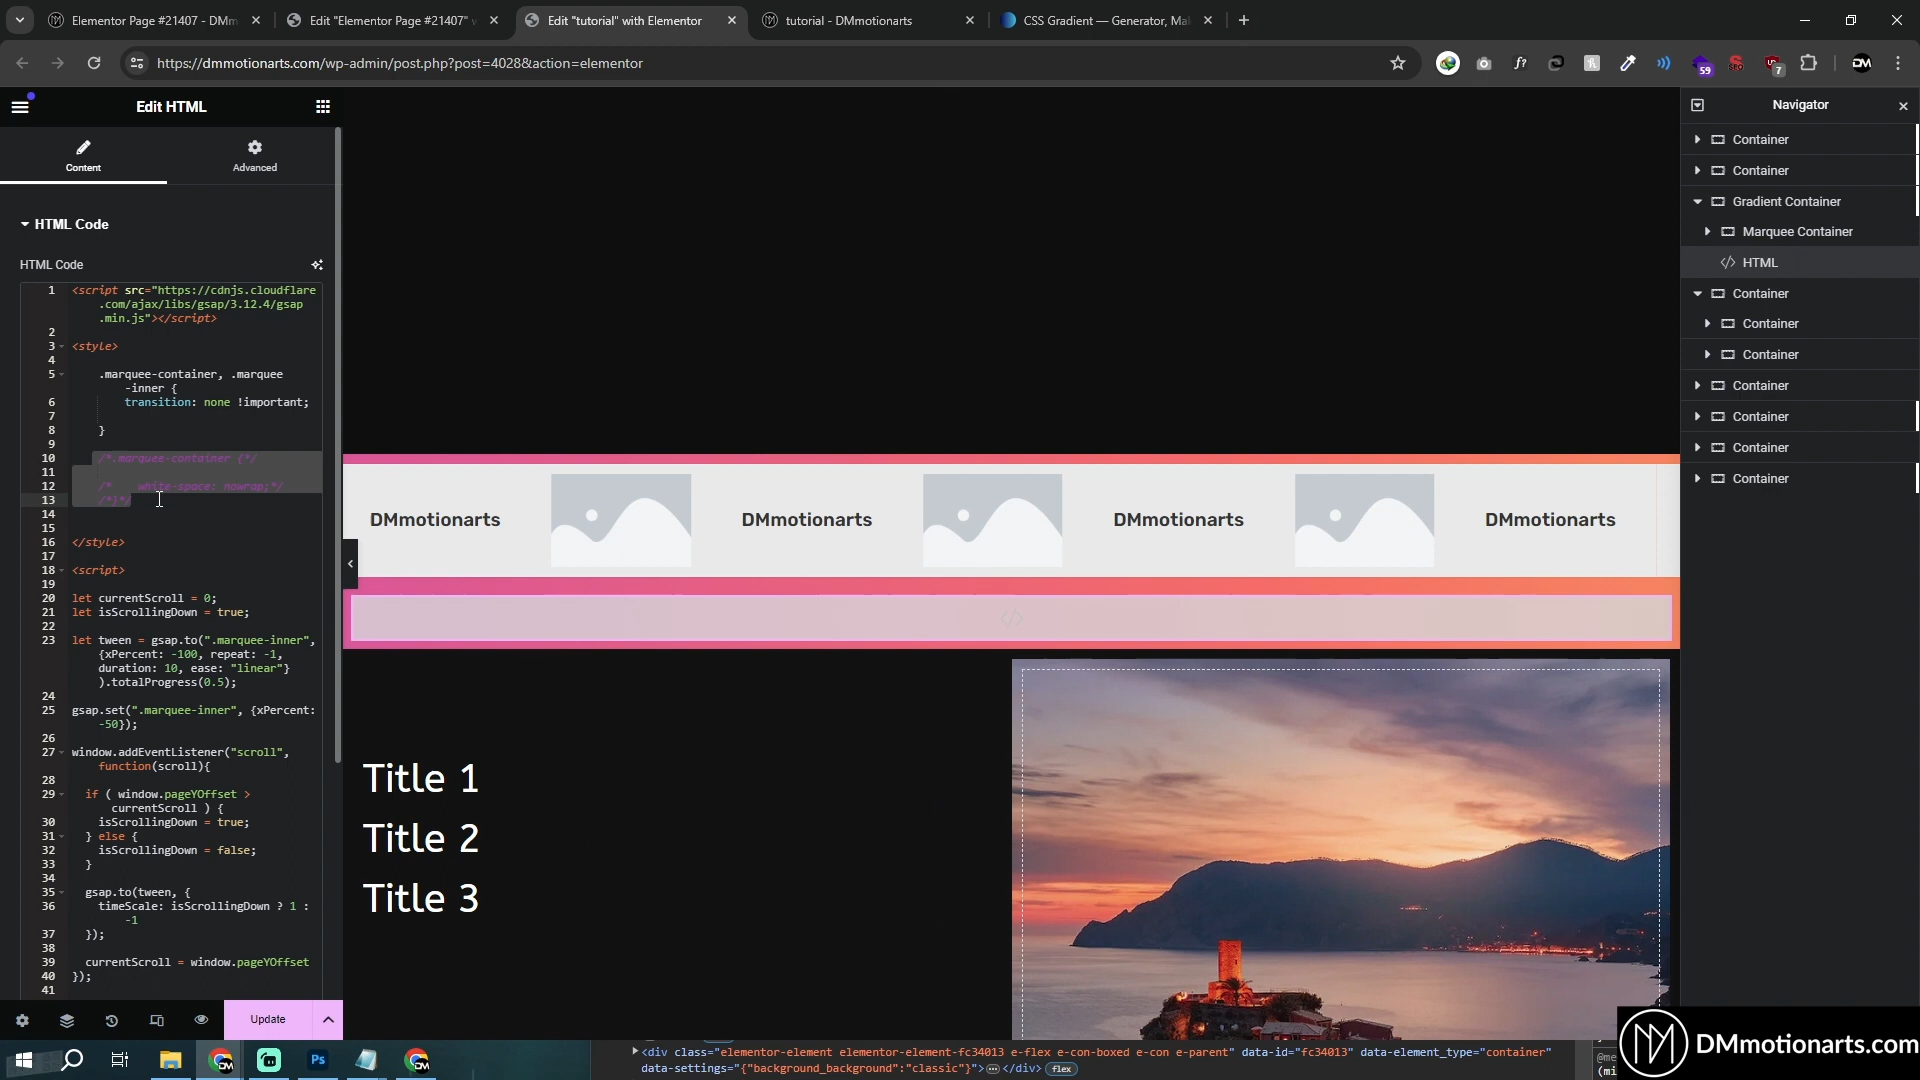 Elementor Page #21407 - DMm
Edit "Elementor Page #21407" w
Edit "tutorial" with Elementor
tutorial - DMmotionarts
CSS Gradient — Generator, Ma
https://dmmotionarts.com/wp-admin/post.php?post=4028&action=elementor
f?
59
7
DM
Edit HTML
Content
Advanced
HTML Code
HTML Code
1 <script src="https://cdnjs.cloudflare
.com/ajax/libs/gsap/3.12.4/gsap
.min.js"></script>
2
3 <style>
4
5 .marquee-container, .marquee
-inner {
6 transition: none !important;
7
8 }
9
10 /*.marquee-container {*/
11
12 /* white-space: nowrap;*/
13 /*}*/
14
15
16 </style>
17
18 <script>
19
20 let currentScroll = 0;
21 let isScrollingDown = true;
22
23 let tween = gsap.to(".marquee-inner",
{xPercent: -100, repeat: -1,
duration: 10, ease: "linear"}
).totalProgress(0.5);
24
25 gsap.set(".marquee-inner", {xPercent:
-50});
26
27 window.addEventListener("scroll",
function(scroll){
28
29 if ( window.pageYOffset >
currentScroll ) {
30 isScrollingDown = true;
31 } else {
32 isScrollingDown = false;
33 }
34
35 gsap.to(tween, {
36 timeScale: isScrollingDown ? 1 :
-1
37 });
38
39 currentScroll = window.pageYOffset
40 });
41
Update
DMmotionarts
DMmotionarts
DMmotionarts
DMmotionarts
Title 1
Title 2
Title 3
Navigator
Container
Container
Gradient Container
Marquee Container
HTML
Container
Container
Container
Container
Container
Container
Container
Ps
<div class="elementor-element elementor-element-fc34013 e-flex e-con-boxed e-con e-parent" data-id="fc34013" data-element_type="container"
data-settings="{"background_background":"classic"}">…</div> flex
@me
(mi
DMmotionarts.com